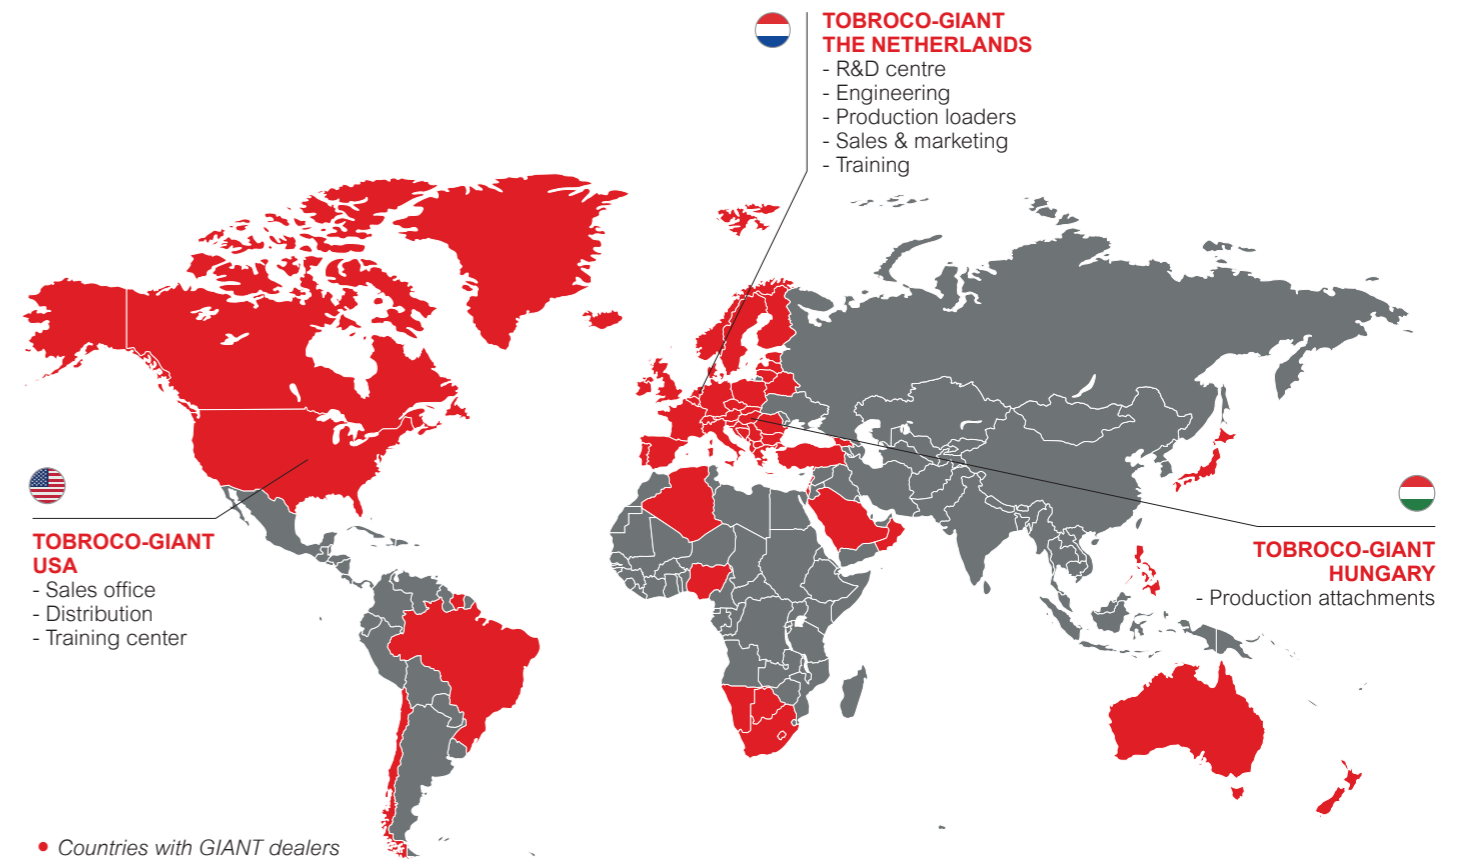 TOBROCO-GIANT
THE NETHERLANDS
- R&D centre
- Engineering
- Production loaders
- Sales & marketing
- Training
TOBROCO-GIANT
USA
- Sales office
- Distribution
- Training center
TOBROCO-GIANT
HUNGARY
- Production attachments
• Countries with GIANT dealers